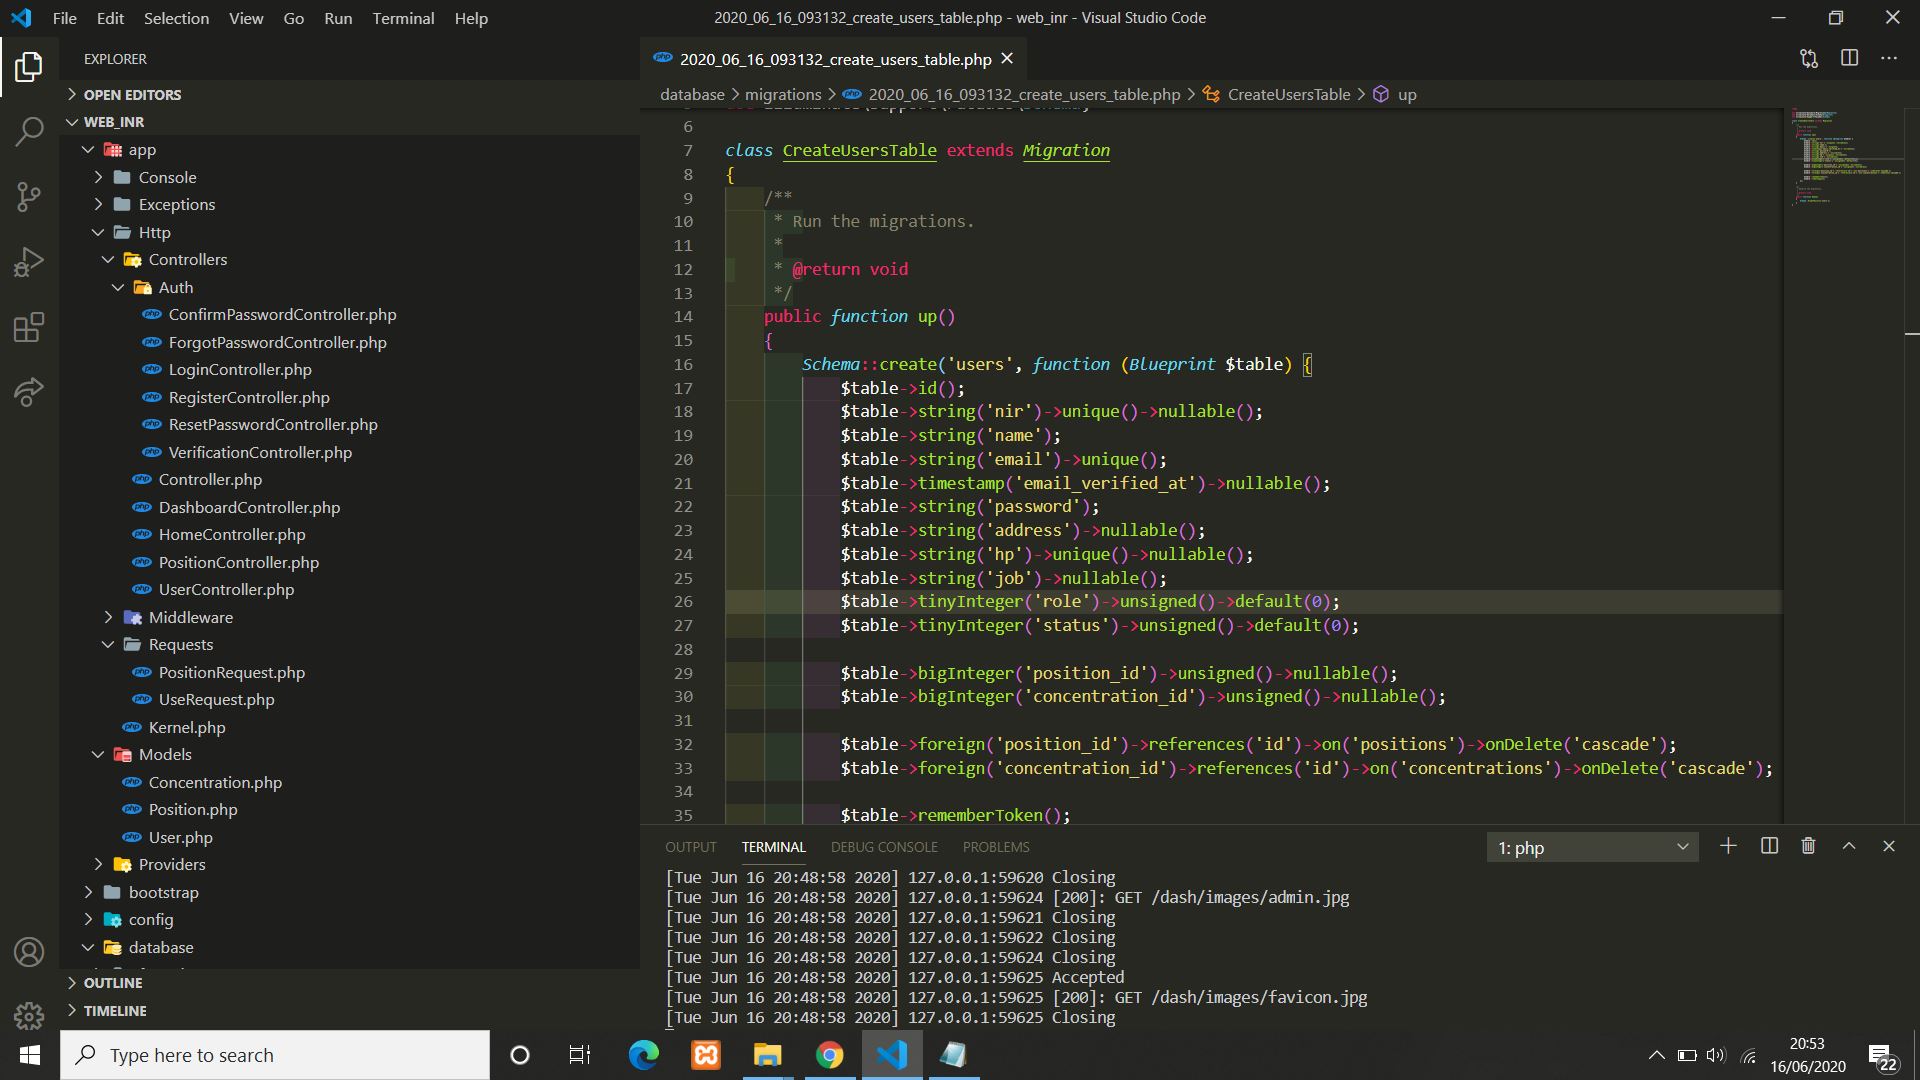 File Edit Selection View Go Run Terminal Help
2020_06_16_093132_create_users_table.php - web_inr - Visual Studio Code
EXPLORER
OPEN EDITORS
WEB_INR
app
Console
Exceptions
Http
Controllers
Auth
ConfirmPasswordController.php
ForgotPasswordController.php
LoginController.php
RegisterController.php
ResetPasswordController.php
VerificationController.php
Controller.php
DashboardController.php
HomeController.php
PositionController.php
UserController.php
Middleware
Requests
PositionRequest.php
UseRequest.php
Kernel.php
Models
Concentration.php
Position.php
User.php
Providers
bootstrap
config
database
OUTLINE
TIMELINE
2020_06_16_093132_create_users_table.php
database > migrations > 2020_06_16_093132_create_users_table.php > CreateUsersTable > up
6
7 class CreateUsersTable extends Migration
8 {
9 /**
10 * Run the migrations.
11 *
12 * @return void
13 */
14 public function up()
15 {
16 Schema::create('users', function (Blueprint $table) {
17 $table->id();
18 $table->string('nir')->unique()->nullable();
19 $table->string('name');
20 $table->string('email')->unique();
21 $table->timestamp('email_verified_at')->nullable();
22 $table->string('password');
23 $table->string('address')->nullable();
24 $table->string('hp')->unique()->nullable();
25 $table->string('job')->nullable();
26 $table->tinyInteger('role')->unsigned()->default(0);
27 $table->tinyInteger('status')->unsigned()->default(0);
28
29 $table->bigInteger('position_id')->unsigned()->nullable();
30 $table->bigInteger('concentration_id')->unsigned()->nullable();
31
32 $table->foreign('position_id')->references('id')->on('positions')->onDelete('cascade');
33 $table->foreign('concentration_id')->references('id')->on('concentrations')->onDelete('cascade');
34
35 $table->rememberToken();
OUTPUT TERMINAL DEBUG CONSOLE PROBLEMS
1: php
[Tue Jun 16 20:48:58 2020] 127.0.0.1:59620 Closing
[Tue Jun 16 20:48:58 2020] 127.0.0.1:59624 [200]: GET /dash/images/admin.jpg
[Tue Jun 16 20:48:58 2020] 127.0.0.1:59621 Closing
[Tue Jun 16 20:48:58 2020] 127.0.0.1:59622 Closing
[Tue Jun 16 20:48:58 2020] 127.0.0.1:59624 Closing
[Tue Jun 16 20:48:58 2020] 127.0.0.1:59625 Accepted
[Tue Jun 16 20:48:58 2020] 127.0.0.1:59625 [200]: GET /dash/images/favicon.jpg
[Tue Jun 16 20:48:58 2020] 127.0.0.1:59625 Closing
Type here to search
20:53
16/06/2020
22